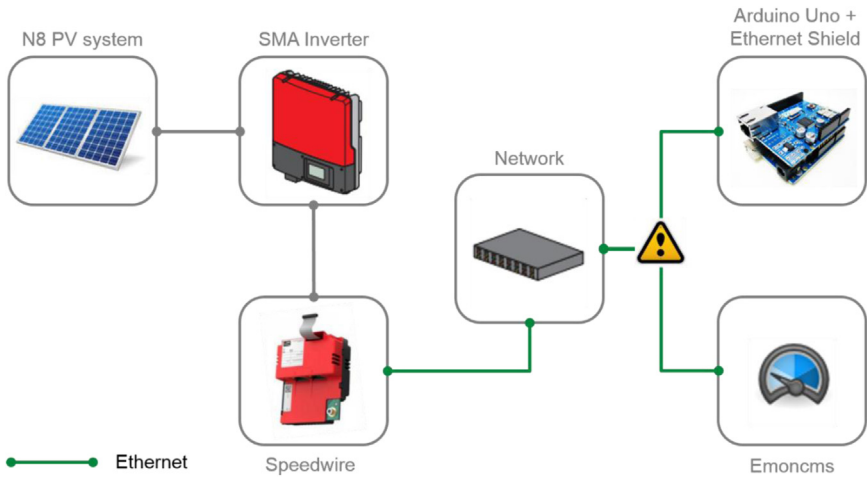 N8 PV system
SMA Inverter
Arduino Uno +
Ethernet Shield
Network
Ethernet
Speedwire
Emoncms